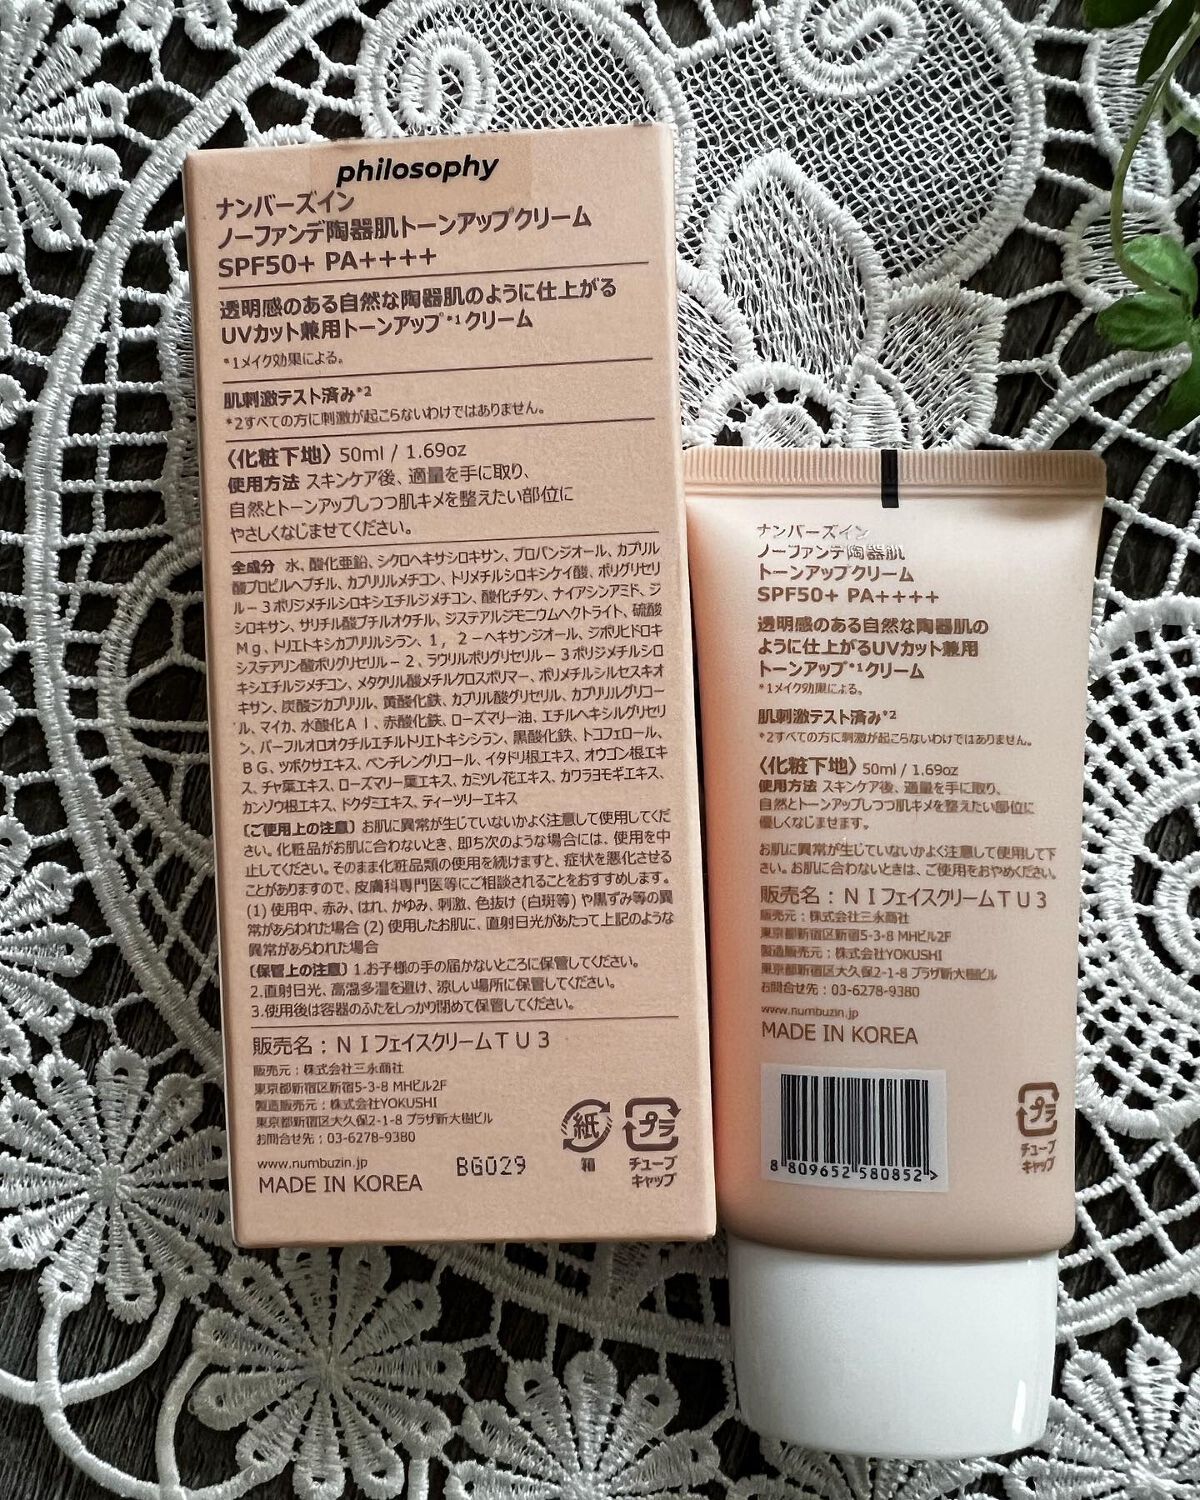 philosophy
ナンバーズイン
ノーファンデ陶器肌トーンアップクリーム
SPF50+ PA++++
透明感のある自然な陶器肌のように仕上がる
UVカット兼用トーンアップ*1クリーム
*1メイク効果による。
肌刺激テスト済み*2
*2すべての方に刺激が起こらないわけではありません。
〈化粧下地〉 50ml / 1.69oz
使用方法 スキンケア後、適量を手に取り、
自然とトーンアップしつつ肌キメを整えたい部位に
やさしくなじませてください。
全成分 水、酸化亜鉛、シクロヘキサシロキサン、プロパンジオール、カプリル
酸プロピルヘプチル、カプリリルメチコン、トリメチルシロキシケイ酸、ポリグリセリ
ル－３ポリジメチルシロキシエチルジメチコン、酸化チタン、ナイアシンアミド、ジ
シロキサン、サリチル酸ブチルオクチル、ジステアルジモニウムヘクトライト、硫酸
Ｍｇ、トリエトキシカプリリルシラン、１，２－ヘキサンジオール、ジポリヒドロキ
システアリン酸ポリグリセリル－２、ラウリルポリグリセリル－３ポリジメチルシロ
キシエチルジメチコン、メタクリル酸メチルクロスポリマー、ポリメチルシルセスキオ
キサン、炭酸ジカプリリル、黄酸化鉄、カプリル酸グリセリル、カプリリルグリコー
ル、マイカ、水酸化Ａｌ、赤酸化鉄、ローズマリー油、エチルヘキシルグリセリ
ン、パーフルオロオクチルエチルトリエトキシシラン、黒酸化鉄、トコフェロール、
ＢＧ、ツボクサエキス、ペンチレングリコール、イタドリ根エキス、オウゴン根エキ
ス、チャ葉エキス、ローズマリー葉エキス、カミツレ花エキス、カワラヨモギエキス、
カンゾウ根エキス、ドクダミエキス、ティーツリーエキス
〔ご使用上の注意〕 お肌に異常が生じていないかよく注意して使用してくだ
さい。化粧品がお肌に合わないとき、即ち次のような場合には、使用を中
止してください。そのまま化粧品類の使用を続けますと、症状を悪化させる
ことがありますので、皮膚科専門医等にご相談されることをおすすめします。
(1) 使用中、赤み、はれ、かゆみ、刺激、色抜け (白斑等) や黒ずみ等の異
常があらわれた場合 (2) 使用したお肌に、直射日光があたって上記のような
異常があらわれた場合
〔保管上の注意〕 1.お子様の手の届かないところに保管してください。
2.直射日光、高温多湿を避け、涼しい場所に保管してください。
3.使用後は容器のふたをしっかり閉めて保管してください。
販売名：ＮＩフェイスクリームＴＵ３
販売元：株式会社三永商社
東京都新宿区新宿5-3-8 MHビル2F
製造販売元：株式会社YOKUSHI
東京都新宿区大久保2-1-8 プラザ新大樹ビル
お問合せ先：03-6278-9380
www.numbuzin.jp
MADE IN KOREA
BG029
紙
箱
プラ
チューブ
キャップ
ナンバーズイン
ノーファンデ陶器肌
トーンアップクリーム
SPF50+ PA++++
透明感のある自然な陶器肌の
ように仕上がるUVカット兼用
トーンアップ*1クリーム
*1メイク効果による。
肌刺激テスト済み*2
*2すべての方に刺激が起こらないわけではありません。
〈化粧下地〉 50ml / 1.69oz
使用方法 スキンケア後、適量を手に取り、
自然とトーンアップしつつ肌キメを整えたい部位に
優しくなじませます。
お肌に異常が生じていないかよく注意して使用して下
さい。お肌に合わないときは、ご使用をおやめください。
販売名：ＮＩフェイスクリームＴＵ３
販売元：株式会社三永商社
東京都新宿区新宿5-3-8 MHビル2F
製造販売元：株式会社YOKUSHI
東京都新宿区大久保2-1-8 プラザ新大樹ビル
お問合せ先：03-6278-9380
www.numbuzin.jp
MADE IN KOREA
8 809652 580852 >
プラ
チューブ
キャップ